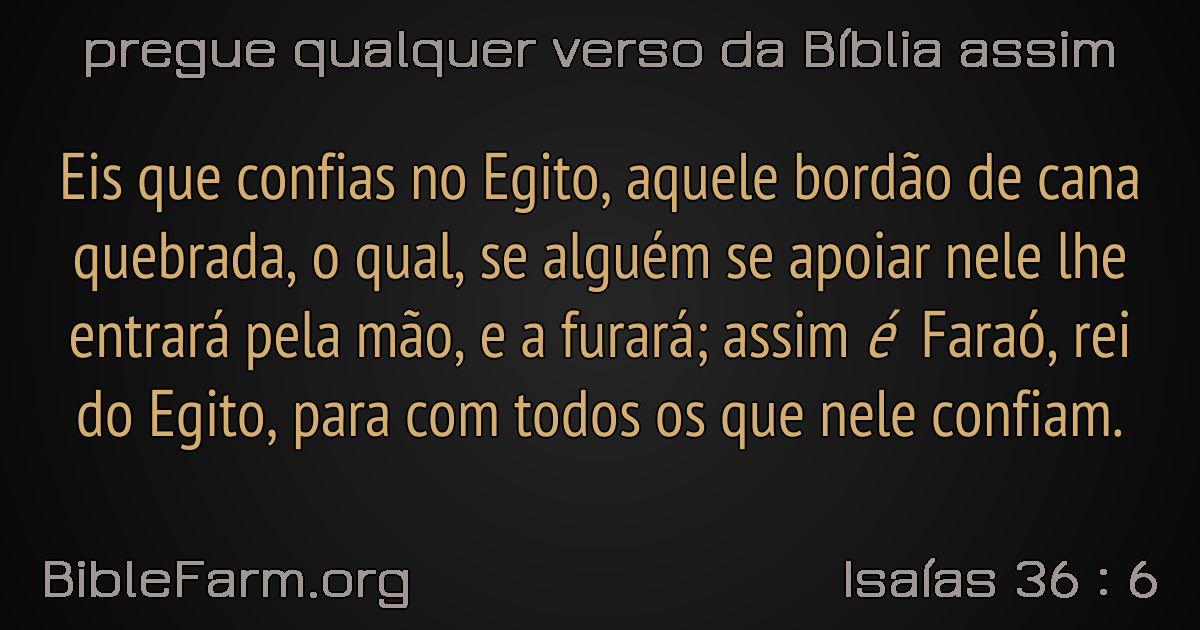 pregue qualquer verso da Bíblia assim
Eis que confias no Egito, aquele bordão de cana
quebrada, o qual, se alguém se apoiar nele lhe
entrará pela mão, e a furará; assim é Faraó, rei
do Egito, para com todos os que nele confiam.
BibleFarm.org
Isaías 36 : 6